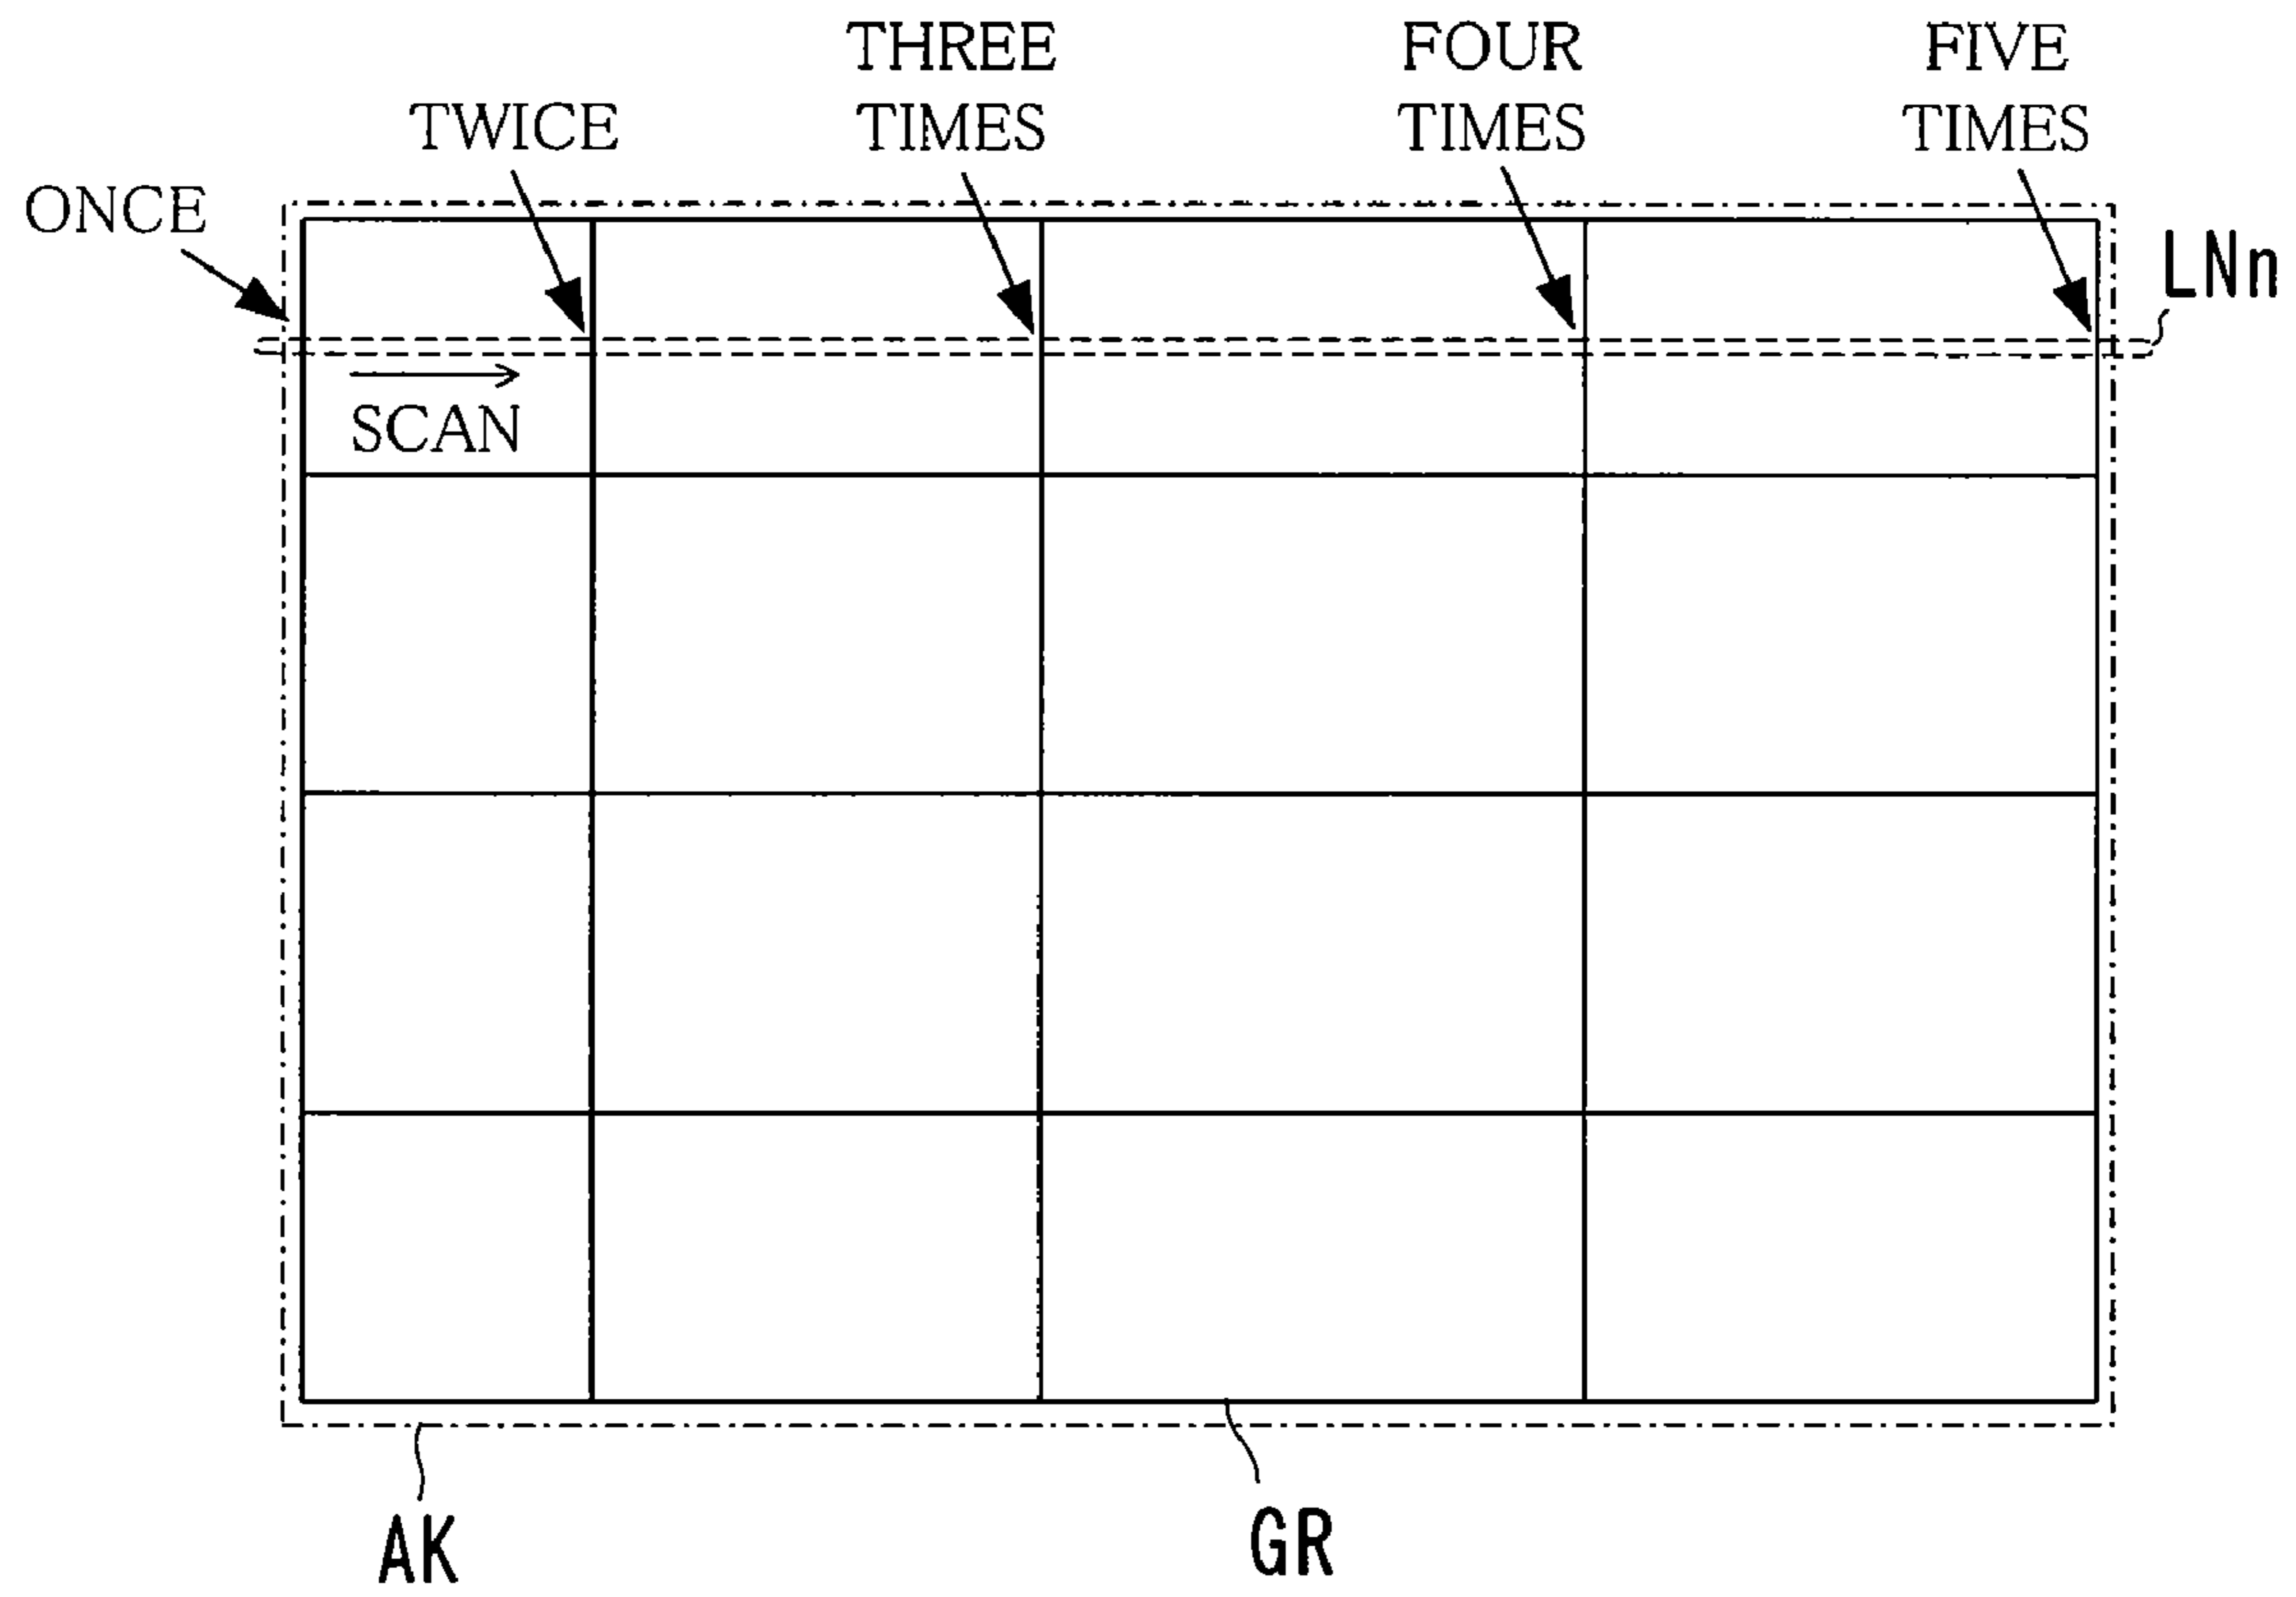 THREE
TIMES
FOUR
TIMES
FIVE
TIMES
TWICE
ONCE
LNn
SCAN
AK
GR